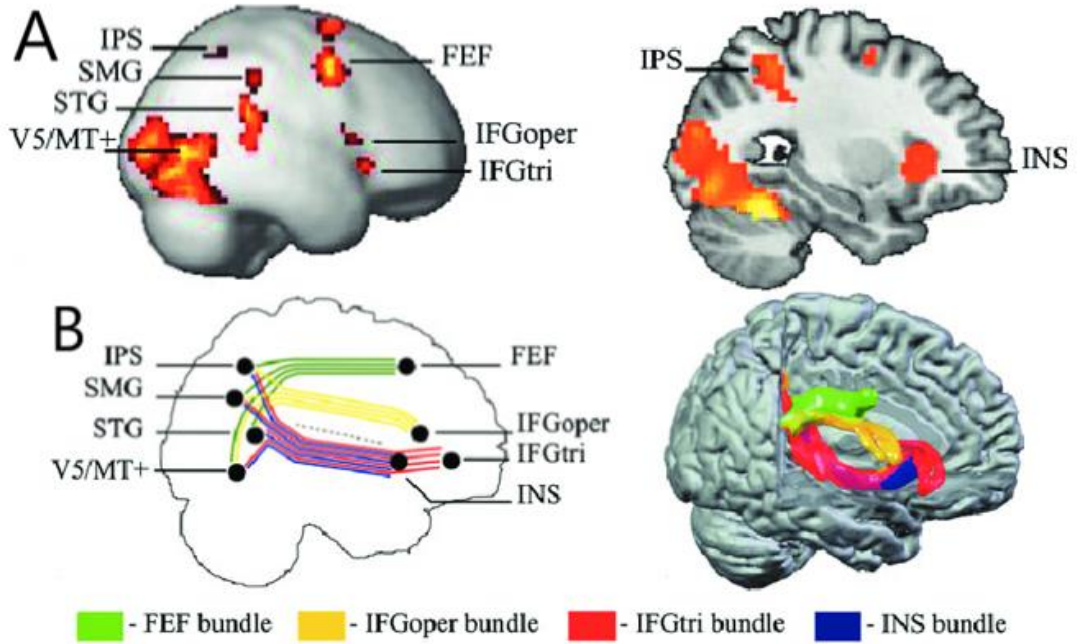 A
IPS
SMG
STG
V5/MT+
FEF
IFGoper
IFGtri
IPS
INS
B
IPS
SMG
STG
V5/MT+
FEF
IFGoper
IFGtri
INS
- FEF bundle - IFGoper bundle - IFGtri bundle - INS bundle